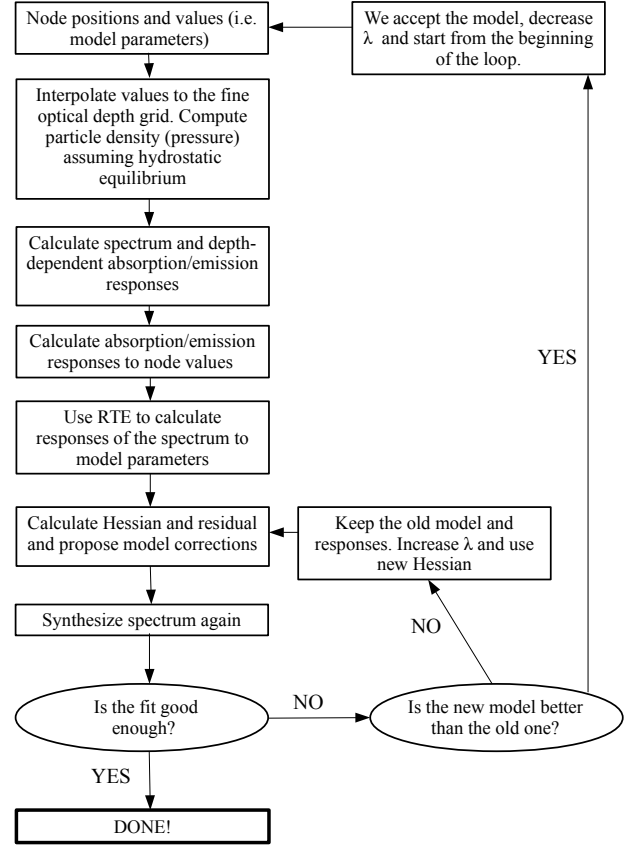 Node positions and values (i.e.
model parameters)
We accept the model, decrease
λ and start from the beginning
of the loop.
Interpolate values to the fine
optical depth grid. Compute
particle density (pressure)
assuming hydrostatic
equilibrium
Calculate spectrum and depth-
dependent absorption/emission
responses
Calculate absorption/emission
responses to node values
YES
Use RTE to calculate
responses of the spectrum to
model parameters
Calculate Hessian and residual
and propose model corrections
Keep the old model and
responses. Increase λ and use
new Hessian
Synthesize spectrum again
NO
Is the fit good
enough?
NO
Is the new model better
than the old one?
YES
DONE!